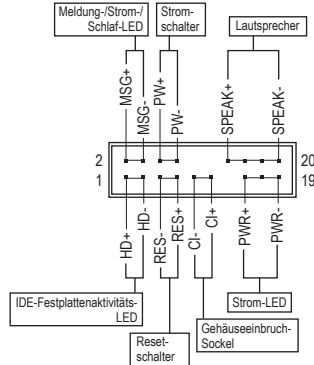 Meldung-/Strom-/
Schlaf-LED
Strom-
schalter
Lautsprecher
MSG+
MSG-
PW+
PW-
SPEAK+
SPEAK-
2
20
1
19
HD+
HD-
RES-
RES+
CI-
CI+
PWR+
PWR-
IDE-Festplattenaktivitäts-
LED
Reset-
schalter
Gehäuseeinbruch-
Sockel
Strom-LED